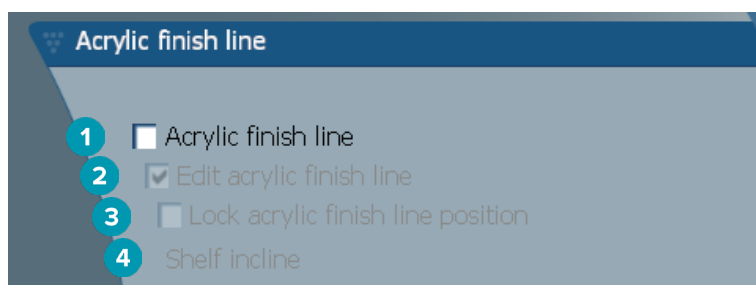 Acrylic finish line
1 Acrylic finish line
2 Edit acrylic finish line
3 Lock acrylic finish line position
4 Shelf incline